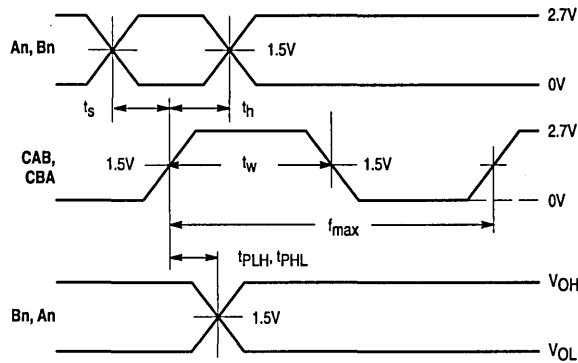 2.7V
An, Bn
1.5V
0V
ts
th
2.7V
CAB,
CBA
1.5V
tw
1.5V
0V
fmax
tPLH, tPHL
VOH
Bn, An
1.5V
VOL